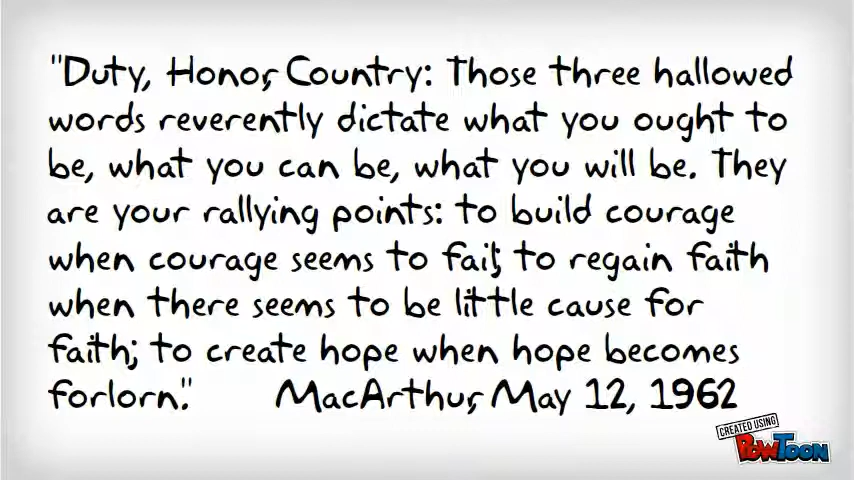 "Duty, Honor, Country: Those three hallowed
words reverently dictate what you ought to
be, what you can be, what you will be. They
are your rallying points: to build courage
when courage seems to fail; to regain faith
when there seems to be little cause for
faith; to create hope when hope becomes
forlorn." MacArthur, May 12, 1962
CREATED USING
POWTOON